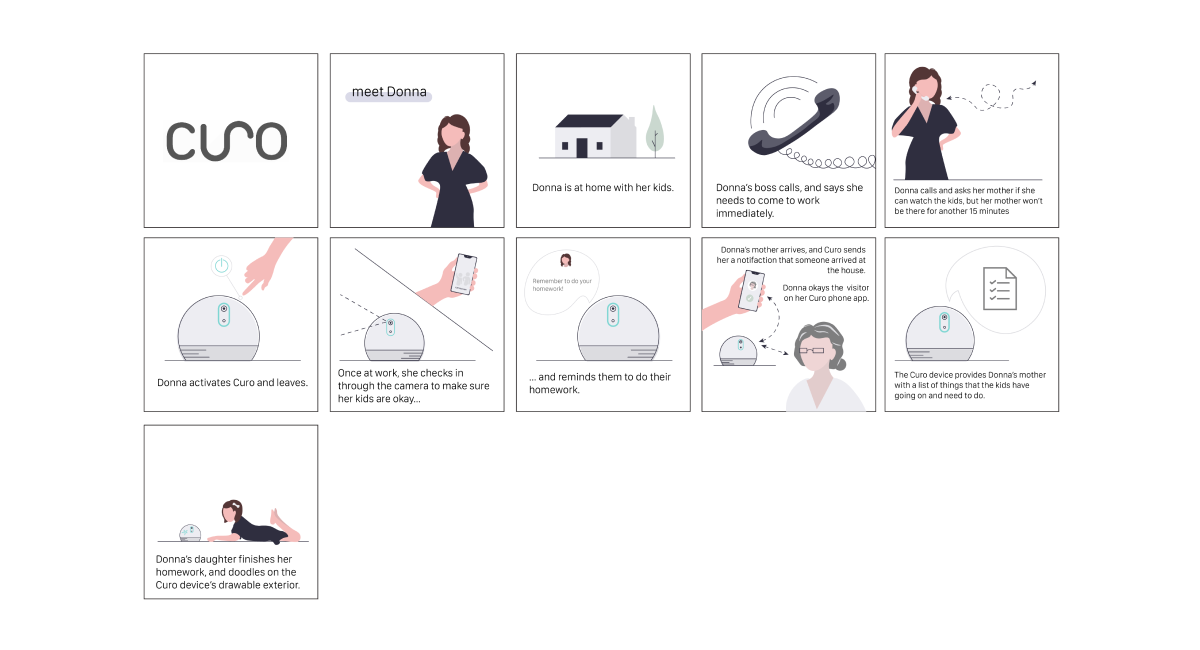 curo
meet Donna
Donna is at home with her kids.
Donna's boss calls, and says she
needs to come to work
immediately.
Donna calls and asks her mother if she
can watch the kids, but her mother won't
be there for another 15 minutes
Donna activates Curo and leaves.
Once at work, she checks in
through the camera to make sure
her kids are okay...
Remember to do your
homework!
... and reminds them to do their
homework.
Donna's mother arrives, and Curo sends
her a notifaction that someone arrived at
the house.
Donna okays the visitor
on her Curo phone app.
The Curo device provides Donna's mother
with a list of things that the kids have
going on and need to do.
Donna's daughter finishes her
homework, and doodles on the
Curo device's drawable exterior.